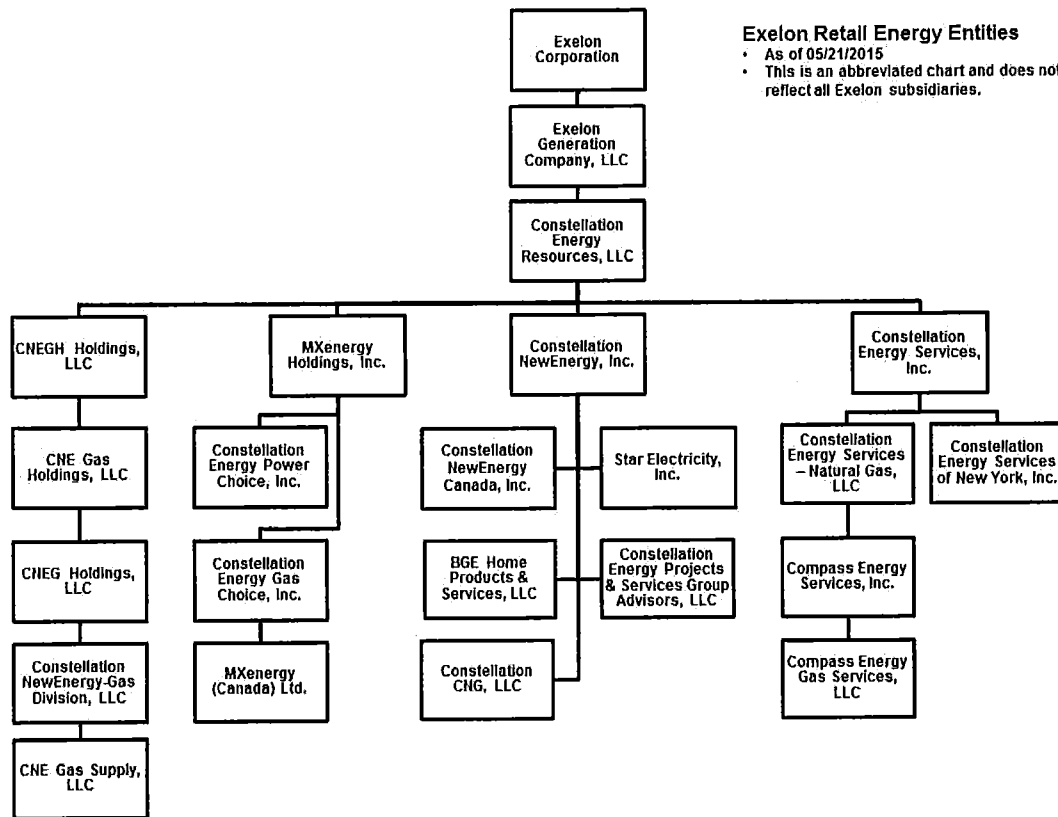 Exelon Retail Energy Entities
• As of 05/21/2015
• This is an abbreviated chart and does not
reflect all Exelon subsidiaries.
Exelon
Corporation
Exelon
Generation
Company, LLC
Constellation
Energy
Resources, LLC
CNEGH Holdings,
LLC
MXenergy
Holdings, Inc.
Constellation
NewEnergy, Inc.
Constellation
Energy Services,
Inc.
CNE Gas
Holdings, LLC
Constellation
Energy Power
Choice, Inc.
Constellation
NewEnergy
Canada, Inc.
Star Electricity,
Inc.
Constellation
Energy Services
– Natural Gas,
LLC
Constellation
Energy Services
of New York, Inc.
CNEG Holdings,
LLC
Constellation
Energy Gas
Choice, Inc.
BGE Home
Products &
Services, LLC
Constellation
Energy Projects
& Services Group
Advisors, LLC
Compass Energy
Services, Inc.
Constellation
NewEnergy-Gas
Division, LLC
MXenergy
(Canada) Ltd.
Constellation
CNG, LLC
Compass Energy
Gas Services,
LLC
CNE Gas Supply,
LLC